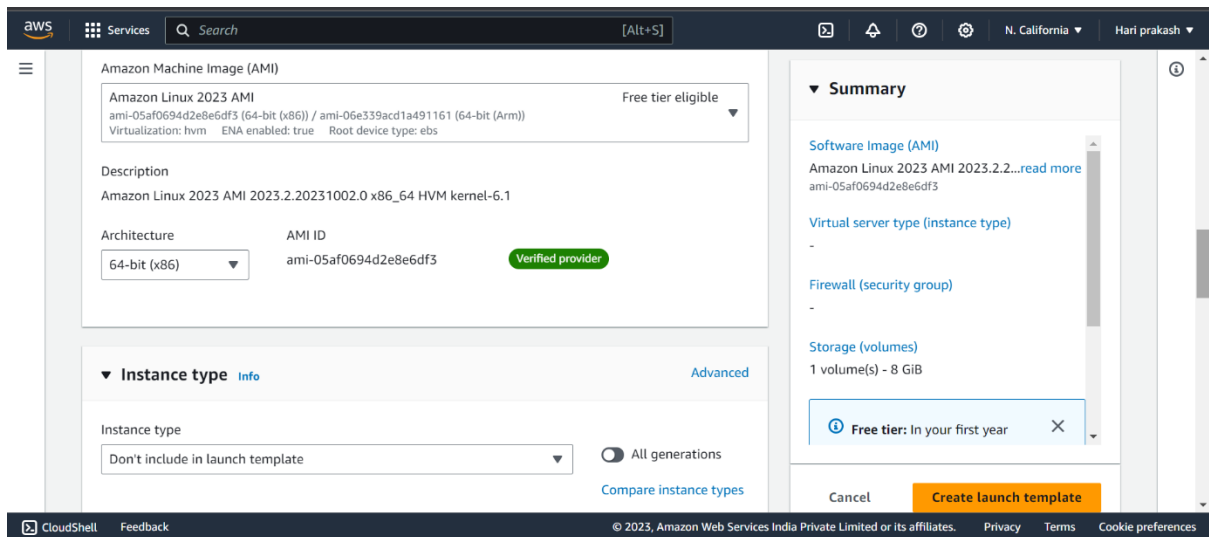 aws
Services
Search
[Alt+S]
N. California
Hari prakash
Amazon Machine Image (AMI)
Amazon Linux 2023 AMI
Free tier eligible
ami-05af0694d2e8e6df3 (64-bit (x86)) / ami-06e339acd1a491161 (64-bit (Arm))
Virtualization: hvm ENA enabled: true Root device type: ebs
Description
Amazon Linux 2023 AMI 2023.2.20231002.0 x86_64 HVM kernel-6.1
Architecture
AMI ID
64-bit (x86)
ami-05af0694d2e8e6df3
Verified provider
Instance type Info
Advanced
Instance type
Don't include in launch template
All generations
Compare instance types
Summary
Software Image (AMI)
Amazon Linux 2023 AMI 2023.2.2...read more
ami-05af0694d2e8e6df3
Virtual server type (instance type)
-
Firewall (security group)
-
Storage (volumes)
1 volume(s) - 8 GiB
Free tier: In your first year
Cancel
Create launch template
CloudShell
Feedback
© 2023, Amazon Web Services India Private Limited or its affiliates.
Privacy
Terms
Cookie preferences